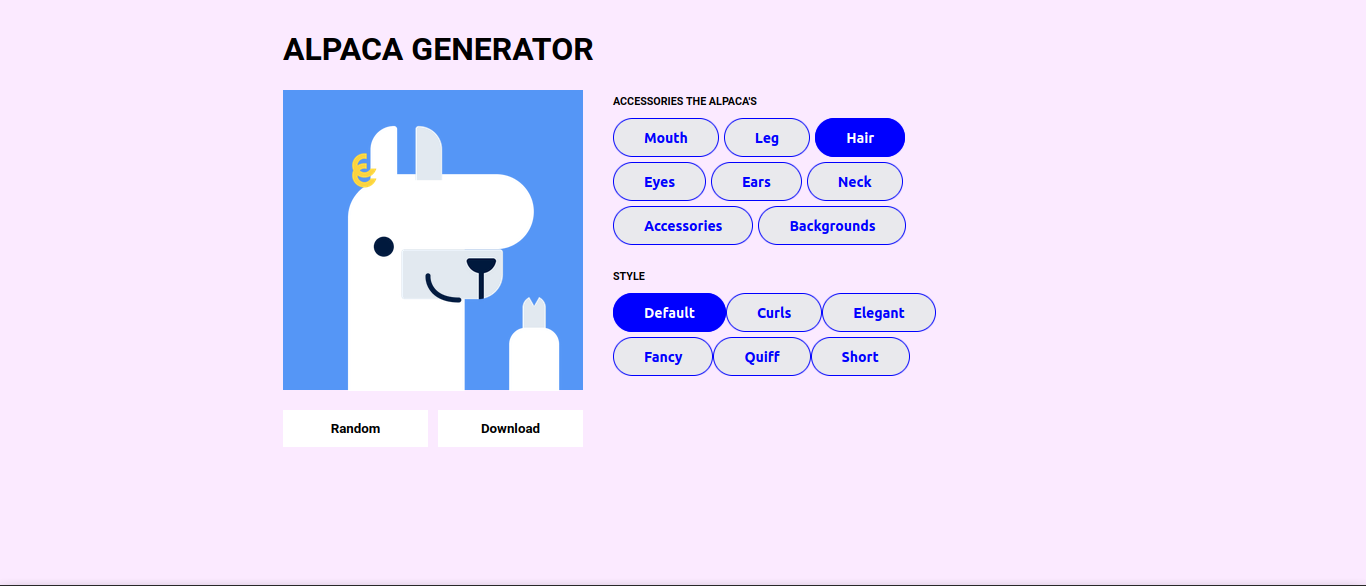 ALPACA GENERATOR
ACCESSORIES THE ALPACA'S
Mouth Leg Hair
Eyes Ears Neck
Accessories Backgrounds
STYLE
Default Curls Elegant
Fancy Quiff Short
Random Download